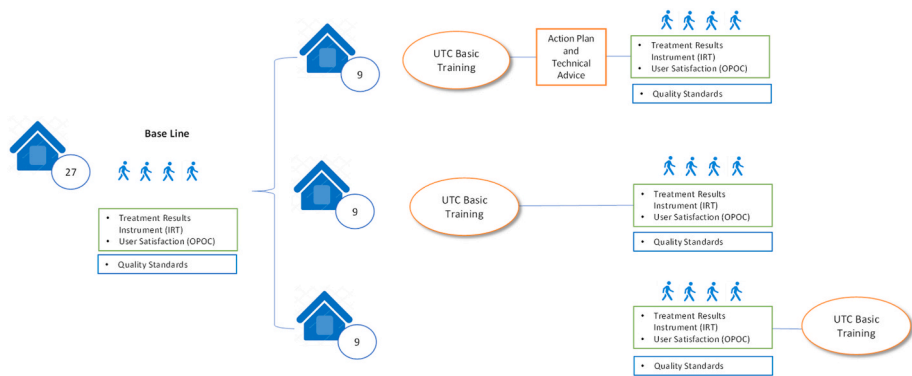 Base Line
27
• Treatment Results
Instrument (IRT)
• User Satisfaction (OPOC)
• Quality Standards
9
UTC Basic
Training
Action Plan
and
Technical
Advice
• Treatment Results
Instrument (IRT)
• User Satisfaction (OPOC)
• Quality Standards
9
UTC Basic
Training
• Treatment Results
Instrument (IRT)
• User Satisfaction (OPOC)
• Quality Standards
9
• Treatment Results
Instrument (IRT)
• User Satisfaction (OPOC)
• Quality Standards
UTC Basic
Training